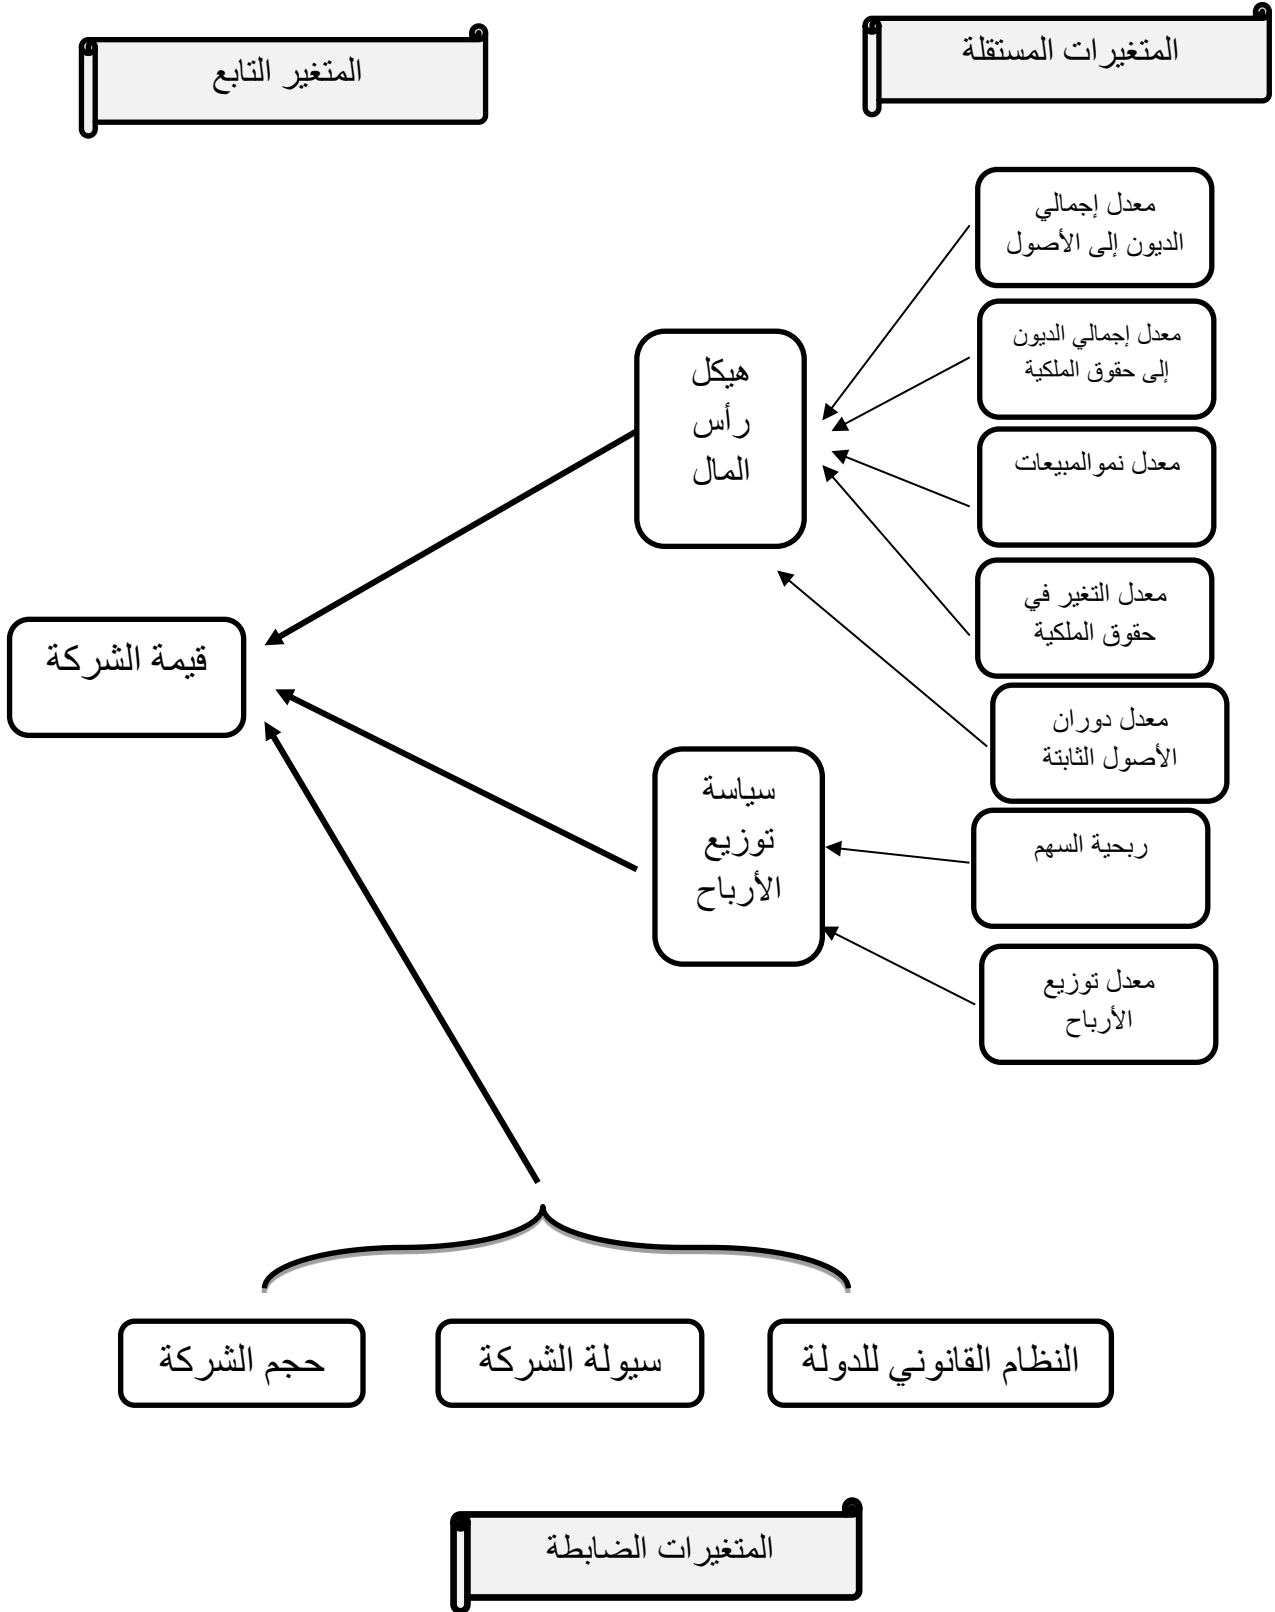 المتغيرات المستقلة
المتغير التابع
معدل إجمالي
الديون إلى الأصول
معدل إجمالي الديون
إلى حقوق الملكية
معدل نموالمبيعات
معدل التغير في
حقوق الملكية
معدل دوران
الأصول الثابتة
ربحية السهم
معدل توزيع
الأرباح
هيكل
رأس
المال
سياسة
توزيع
الأرباح
قيمة الشركة
النظام القانوني للدولة
سيولة الشركة
حجم الشركة
المتغيرات الضابطة